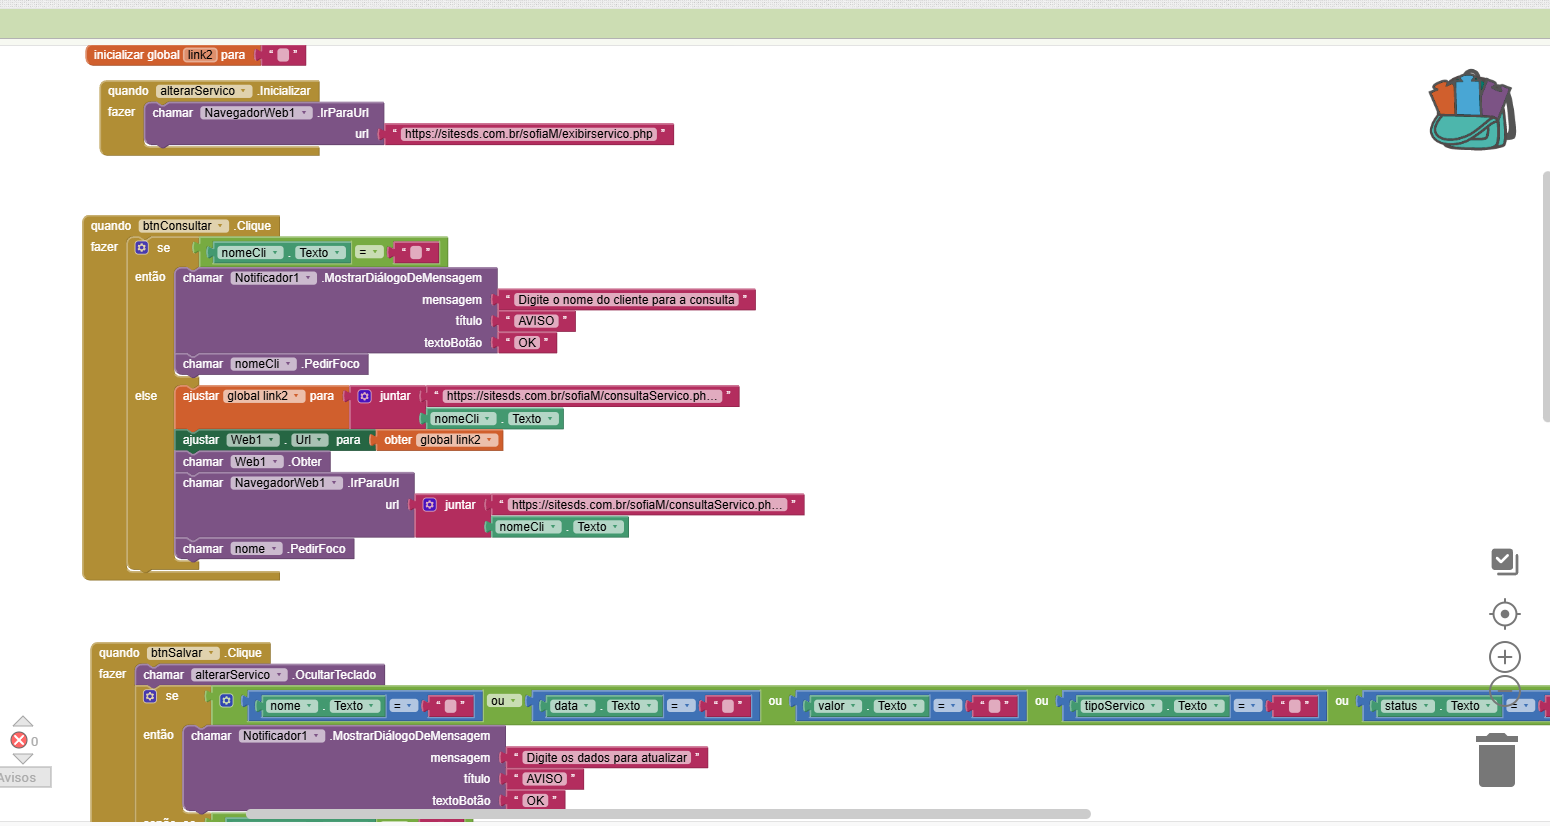 inicializar global link2 para " "
quando alterarServico .Inicializar
fazer chamar NavegadorWeb1 .IrParaUrl
url " https://sitesds.com.br/sofiaM/exibirservico.php "
quando btnConsultar .Clique
fazer se nomeCli . Texto = " "
então chamar Notificador1 .MostrarDiálogoDeMensagem
mensagem " Digite o nome do cliente para a consulta "
título " AVISO "
textoBotão " OK "
chamar nomeCli .PedirFoco
else ajustar global link2 para juntar " https://sitesds.com.br/sofiaM/consultaServico.ph... "
nomeCli . Texto
ajustar Web1 . Url para obter global link2
chamar Web1 .Obter
chamar NavegadorWeb1 .IrParaUrl
url juntar " https://sitesds.com.br/sofiaM/consultaServico.ph... "
nomeCli . Texto
chamar nome .PedirFoco
quando btnSalvar .Clique
fazer chamar alterarServico .OcultarTeclado
se nome . Texto = " " ou data . Texto = " " ou valor . Texto = " " ou tipoServico . Texto = " " ou status . Texto =
então chamar Notificador1 .MostrarDiálogoDeMensagem
mensagem " Digite os dados para atualizar "
título " AVISO "
textoBotão " OK "
0
Avisos